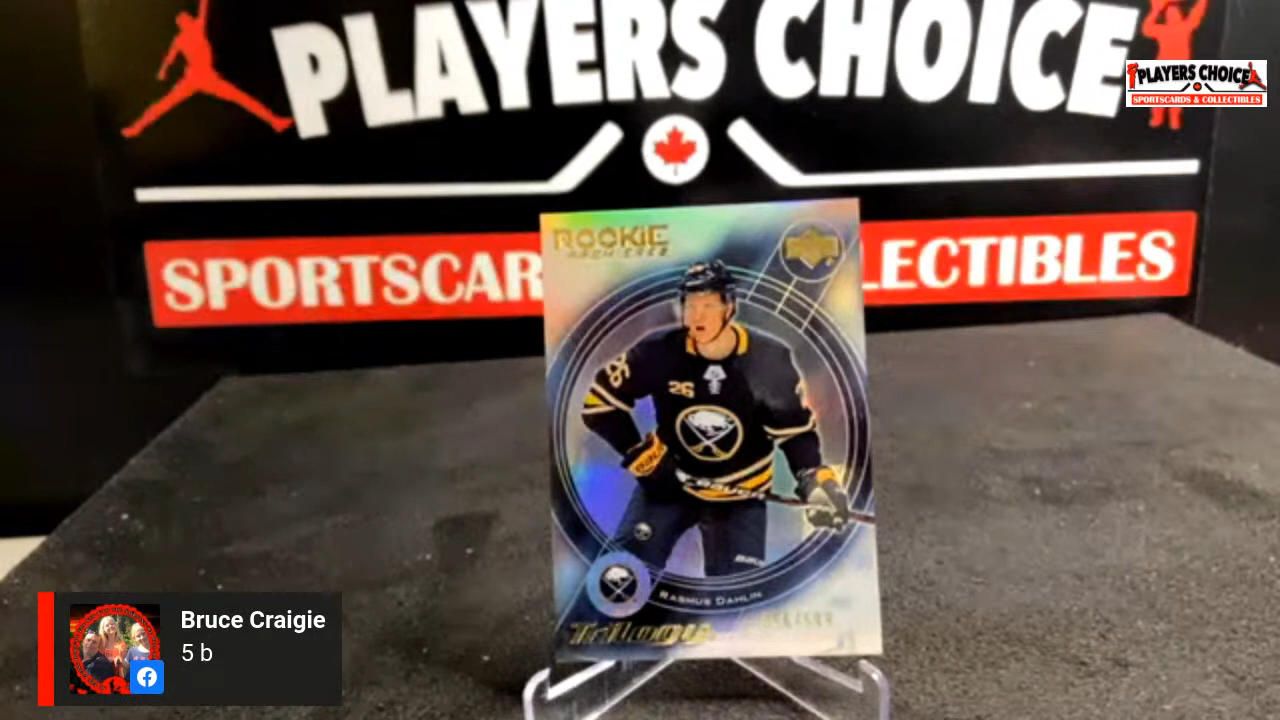 PLAYERS CHOICE
PLAYERS CHOICE
SPORTSCARDS & COLLECTIBLES
SPORTSCAR LECTIBLES
ROOKIE
26
RASMUS DAHLIN
Trilogy
Bruce Craigie
5 b